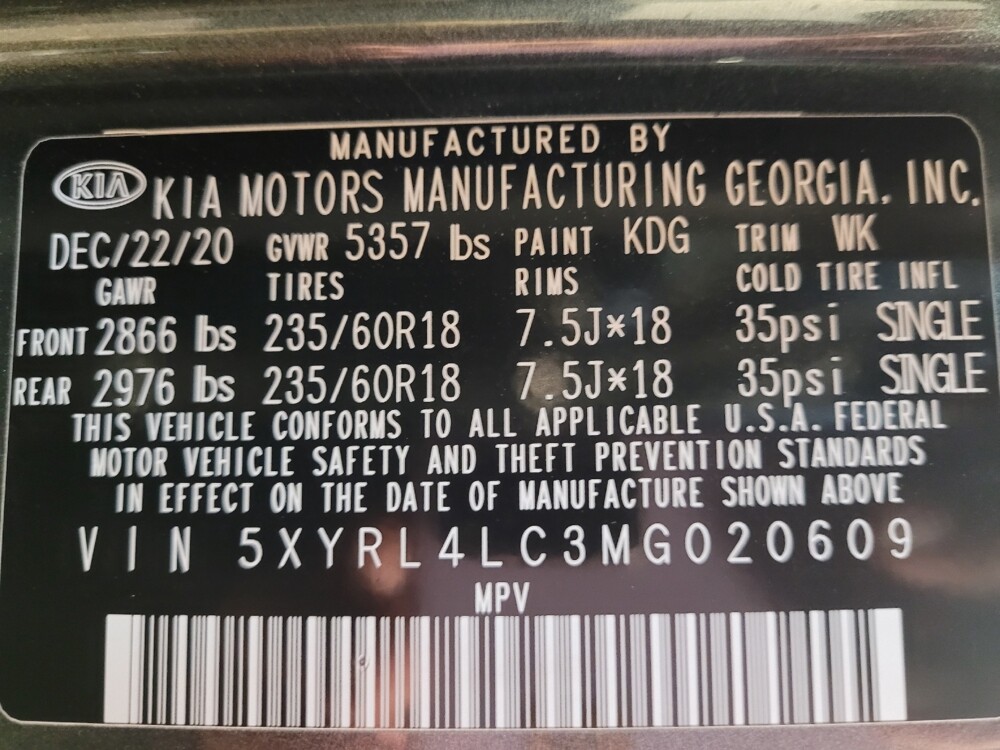 MANUFACTURED BY
KIA KIA MOTORS MANUFACTURING GEORGIA, INC.
DEC/22/20 GVWR 5357 lbs PAINT KDG TRIM WK
GAWR TIRES RIMS COLD TIRE INFL
FRONT 2866 lbs 235/60R18 7.5J*18 35psi SINGLE
REAR 2976 lbs 235/60R18 7.5J*18 35psi SINGLE
THIS VEHICLE CONFORMS TO ALL APPLICABLE U.S.A. FEDERAL
MOTOR VEHICLE SAFETY AND THEFT PREVENTION STANDARDS
IN EFFECT ON THE DATE OF MANUFACTURE SHOWN ABOVE
VIN 5XYRL4LC3MG020609
MPV